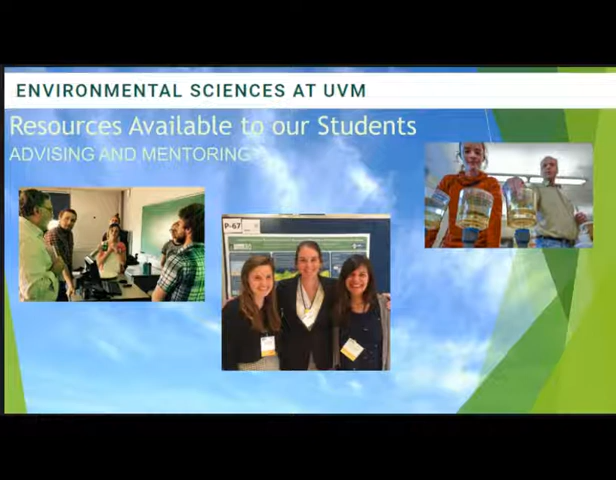 ENVIRONMENTAL SCIENCES AT UVM
Resources Available to our Students
ADVISING AND MENTORING
P-67